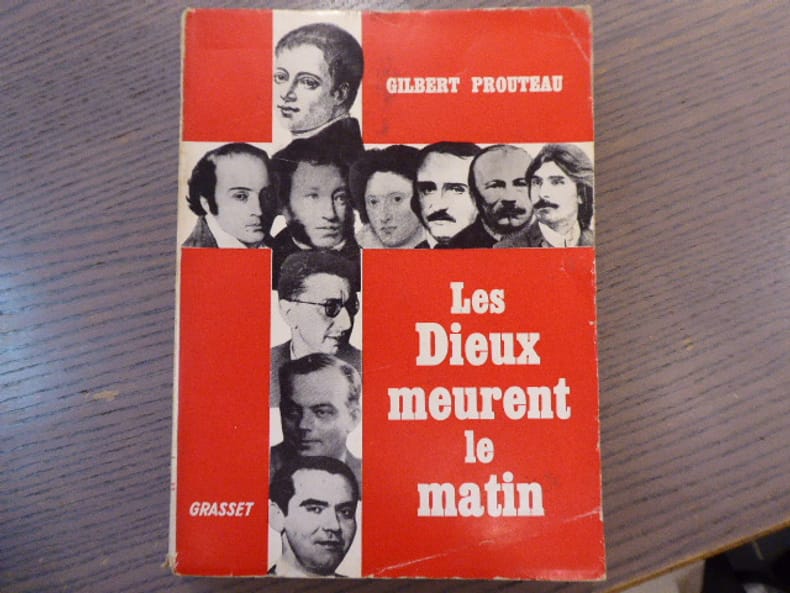 GILBERT PROUTEAU
Les
Dieux
meurent
le
matin
GRASSET